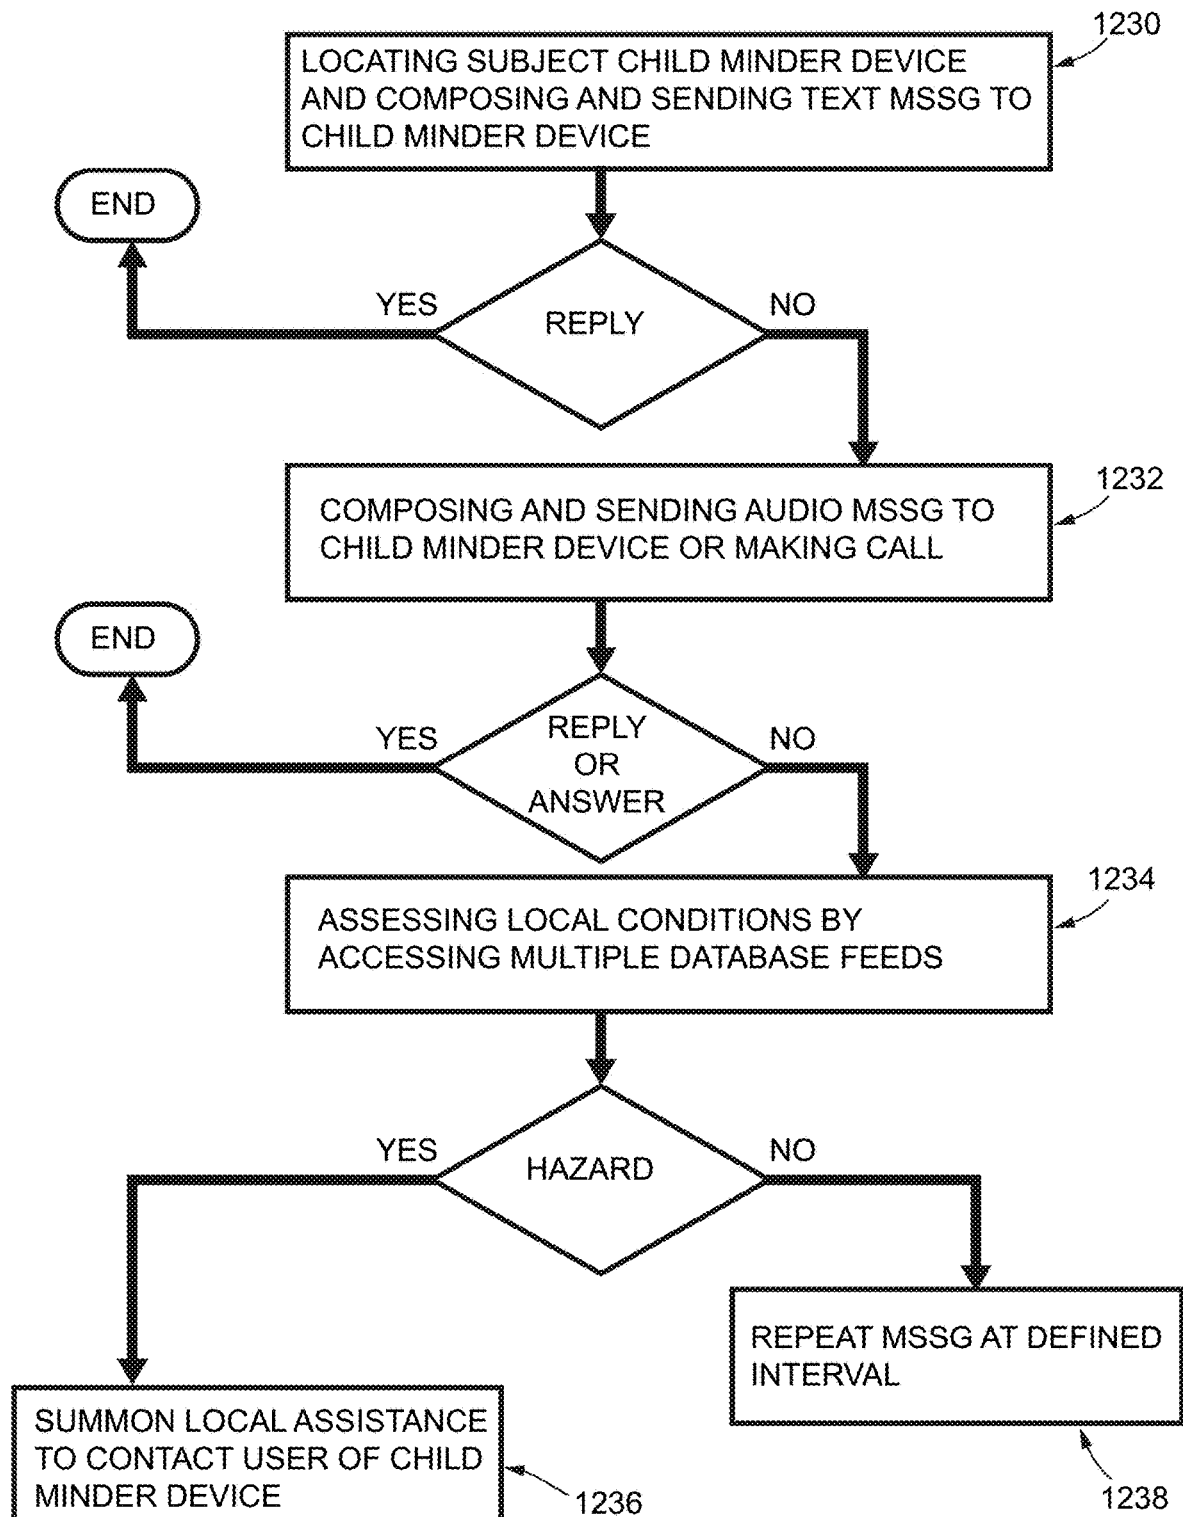 1230
LOCATING SUBJECT CHILD MINDER DEVICE
AND COMPOSING AND SENDING TEXT MSSG TO
CHILD MINDER DEVICE
END
YES
NO
REPLY
1232
COMPOSING AND SENDING AUDIO MSSG TO
CHILD MINDER DEVICE OR MAKING CALL
END
YES
NO
REPLY
OR
ANSWER
1234
ASSESSING LOCAL CONDITIONS BY
ACCESSING MULTIPLE DATABASE FEEDS
YES
NO
HAZARD
REPEAT MSSG AT DEFINED
INTERVAL
1238
SUMMON LOCAL ASSISTANCE
TO CONTACT USER OF CHILD
MINDER DEVICE
1236